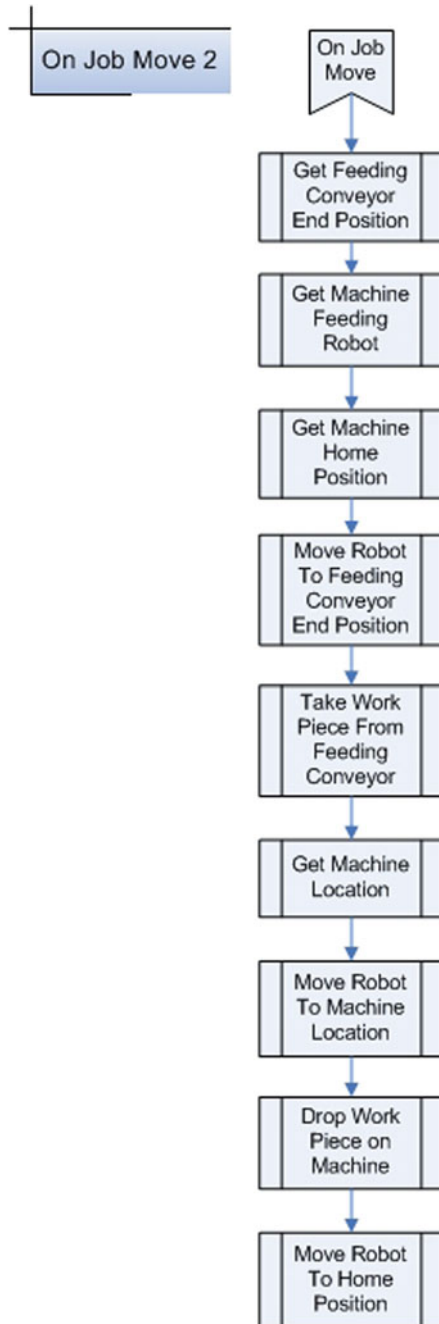 On Job Move 2
On Job
Move
Get Feeding
Conveyor
End Position
Get Machine
Feeding
Robot
Get Machine
Home
Position
Move Robot
To Feeding
Conveyor
End Position
Take Work
Piece From
Feeding
Conveyor
Get Machine
Location
Move Robot
To Machine
Location
Drop Work
Piece on
Machine
Move Robot
To Home
Position